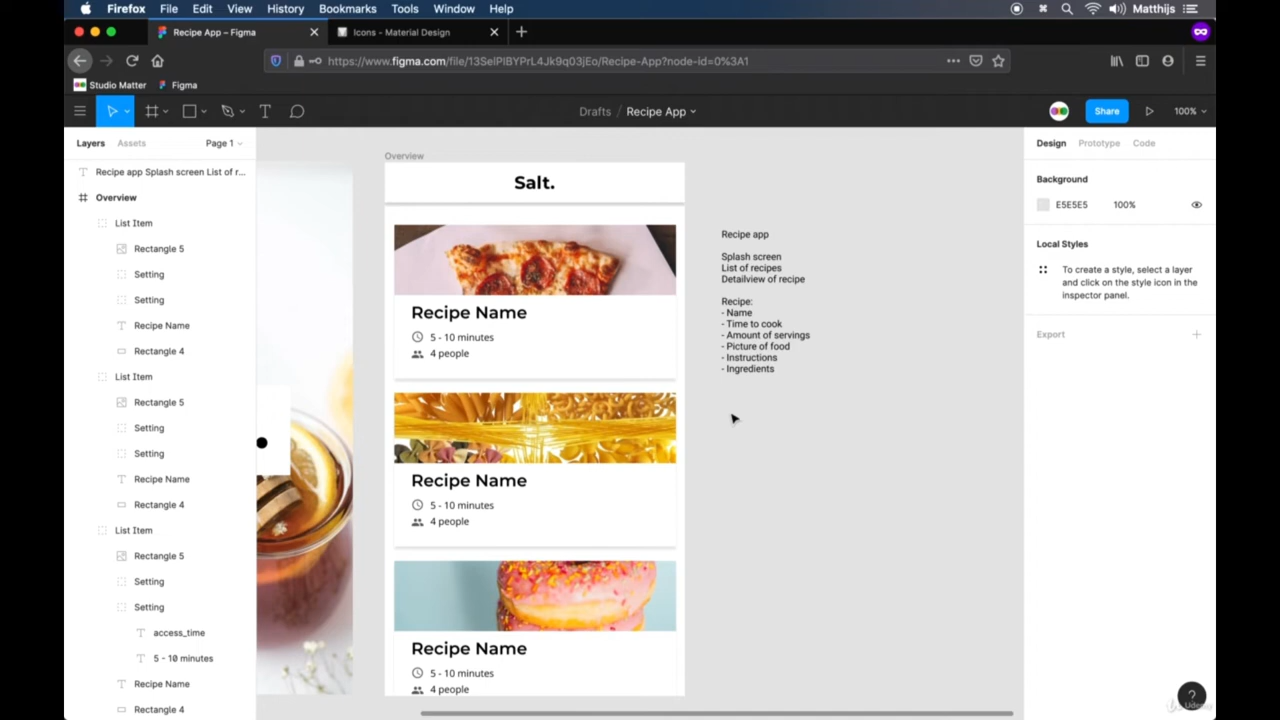 Firefox File Edit View History Bookmarks Tools Window Help Matthijs
Recipe App – Figma Icons - Material Design
https://www.figma.com/file/13SelPIBYPrL4Jk9q03jEo/Recipe-App?node-id=0%3A1
Studio Matter Figma
Drafts / Recipe App Share 100%
Layers Assets Page 1
Recipe app Splash screen List of r...
Overview
List Item
Rectangle 5
Setting
Setting
Recipe Name
Rectangle 4
List Item
Rectangle 5
Setting
Setting
Recipe Name
Rectangle 4
List Item
Rectangle 5
Setting
Setting
access_time
5 - 10 minutes
Recipe Name
Rectangle 4
Overview
Salt.
Recipe Name
5 - 10 minutes
4 people
Recipe Name
5 - 10 minutes
4 people
Recipe Name
5 - 10 minutes
4 people
Recipe app
Splash screen
List of recipes
Detailview of recipe
Recipe:
- Name
- Time to cook
- Amount of servings
- Picture of food
- Instructions
- Ingredients
Design Prototype Code
Background
E5E5E5 100%
Local Styles
To create a style, select a layer
and click on the style icon in the
inspector panel.
Export
?
Udemy